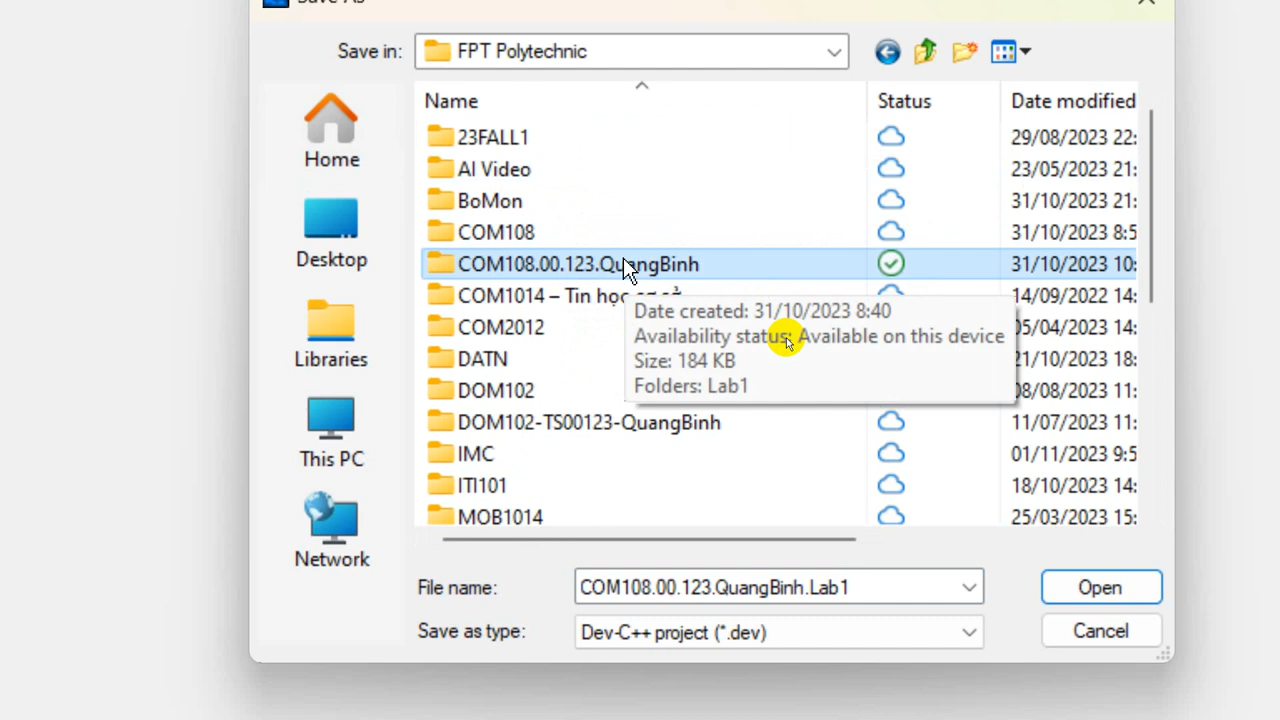 Save As
Save in:
FPT Polytechnic
Name
Status
Date modified
23FALL1
29/08/2023 22:
AI Video
23/05/2023 21:
BoMon
31/10/2023 21:
COM108
31/10/2023 8:5
COM108.00.123.QuangBinh
31/10/2023 10:
COM1014 – Tin học cơ sở
14/09/2022 14:
COM2012
05/04/2023 14:
DATN
21/10/2023 18:
DOM102
08/08/2023 11:
DOM102-TS00123-QuangBinh
11/07/2023 11:
IMC
01/11/2023 9:5
ITI101
18/10/2023 14:
MOB1014
25/03/2023 15:
Date created: 31/10/2023 8:40
Availability status: Available on this device
Size: 184 KB
Folders: Lab1
Home
Desktop
Libraries
This PC
Network
File name:
COM108.00.123.QuangBinh.Lab1
Open
Save as type:
Dev-C++ project (*.dev)
Cancel